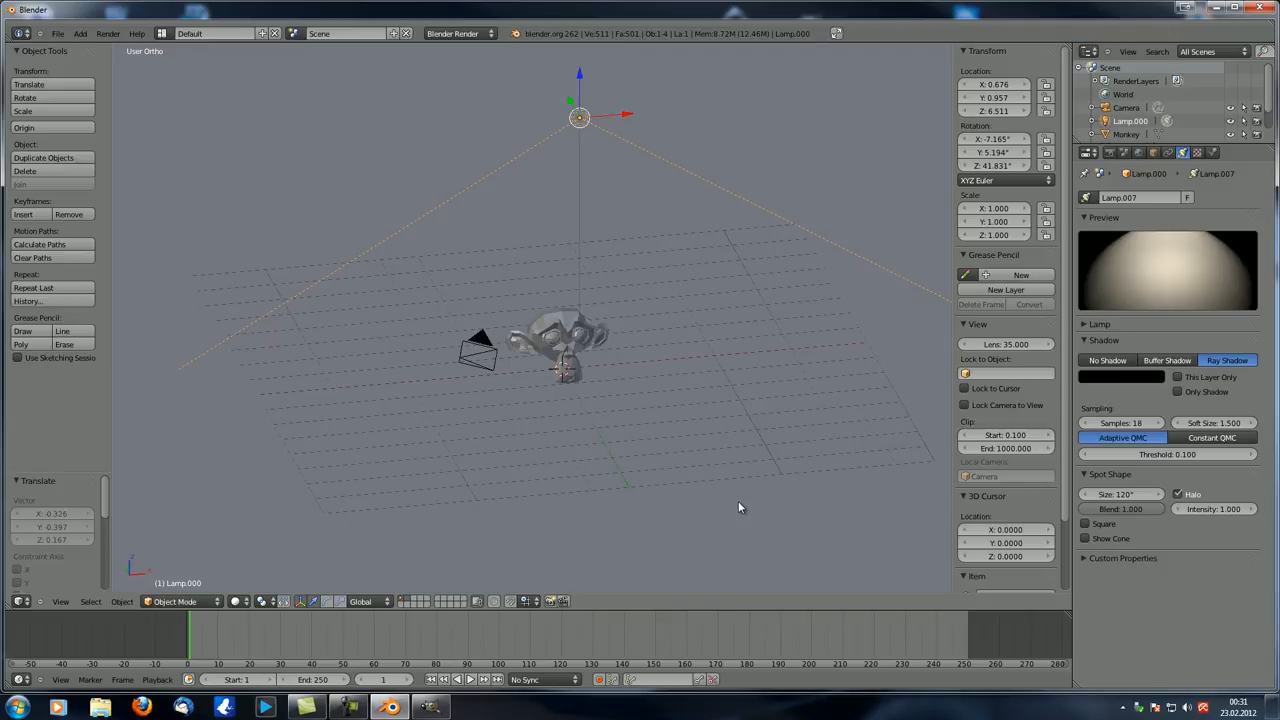 Blender
File Add Render Help Default Scene Blender Render blender.org 262 | Ve:511 | Fa:501 | Ob:1-4 | La:1 | Mem:8.72M (12.46M) | Lamp.000
Object Tools
Transform:
Translate
Rotate
Scale
Origin
Object:
Duplicate Objects
Delete
Join
Keyframes:
Insert Remove
Motion Paths:
Calculate Paths
Clear Paths
Repeat:
Repeat Last
History...
Grease Pencil:
Draw Line
Poly Erase
Use Sketching Sessio
Translate
Vector
X: -0.326
Y: -0.397
Z: 0.167
Constraint Axis
X
Y
User Ortho
z
x
(1) Lamp.000
View Select Object Object Mode Global
Transform
Location:
X: 0.676
Y: 0.957
Z: 6.511
Rotation:
X: -7.165°
Y: 5.194°
Z: 41.831°
XYZ Euler
Scale:
X: 1.000
Y: 1.000
Z: 1.000
Grease Pencil
New
New Layer
Delete Frame Convert
View
Lens: 35.000
Lock to Object:
Lock to Cursor
Lock Camera to View
Clip:
Start: 0.100
End: 1000.000
Local Camera:
Camera
3D Cursor
Location:
X: 0.0000
Y: 0.0000
Z: 0.0000
Item
View Search All Scenes
Scene
RenderLayers
World
Camera
Lamp.000
Monkey
Lamp.000 Lamp.007
Lamp.007 F
Preview
Lamp
Shadow
No Shadow Buffer Shadow Ray Shadow
This Layer Only
Only Shadow
Sampling:
Samples: 18 Soft Size: 1.500
Adaptive QMC Constant QMC
Threshold: 0.100
Spot Shape
Size: 120° Halo
Blend: 1.000 Intensity: 1.000
Square
Show Cone
Custom Properties
-50 -40 -30 -20 -10 0 10 20 30 40 50 60 70 80 90 100 110 120 130 140 150 160 170 180 190 200 210 220 230 240 250 260 270 280
View Marker Frame Playback Start: 1 End: 250 1 No Sync
00:31
23.02.2012